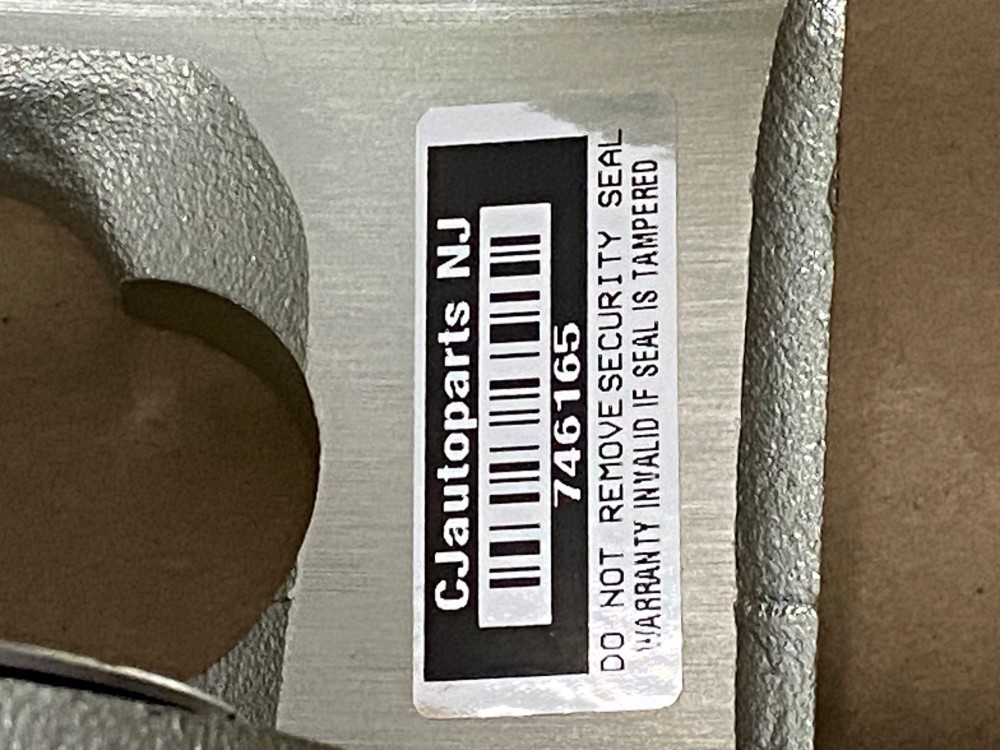 CJautoparts NJ
746165
DO NOT REMOVE SECURITY SEAL
WARRANTY INVALID IF SEAL IS TAMPERED